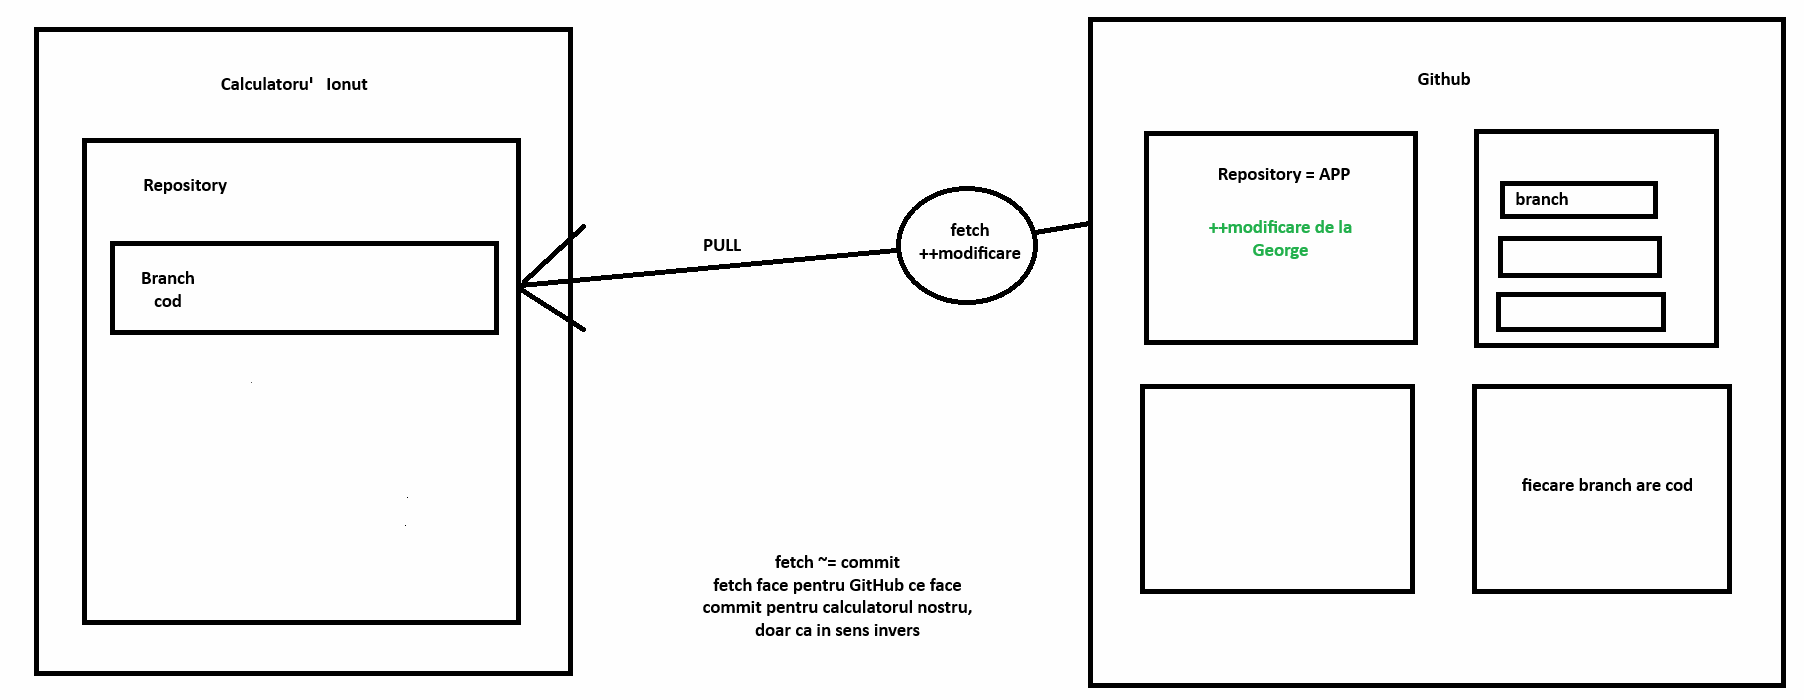 Calculatoru' Ionut
Repository
Branch
cod
PULL
fetch
++modificare
fetch ~= commit
fetch face pentru GitHub ce face
commit pentru calculatorul nostru,
doar ca in sens invers
Github
Repository = APP
++modificare de la
George
branch
fiecare branch are cod